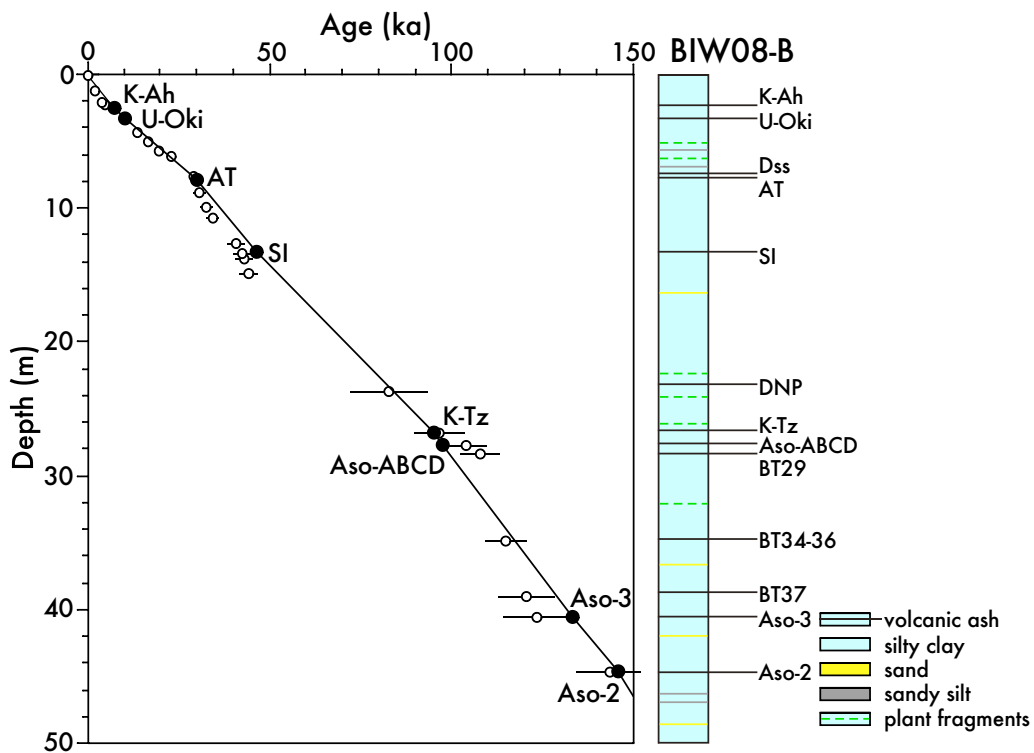 Age (ka)
0 50 100 150
BIW08-B
0
10
20
30
40
50
Depth (m)
K-Ah
U-Oki
AT
SI
K-Tz
Aso-ABCD
Aso-3
Aso-2
K-Ah
U-Oki
Dss
AT
SI
DNP
K-Tz
Aso-ABCD
BT29
BT34-36
BT37
Aso-3
Aso-2
volcanic ash
silty clay
sand
sandy silt
plant fragments